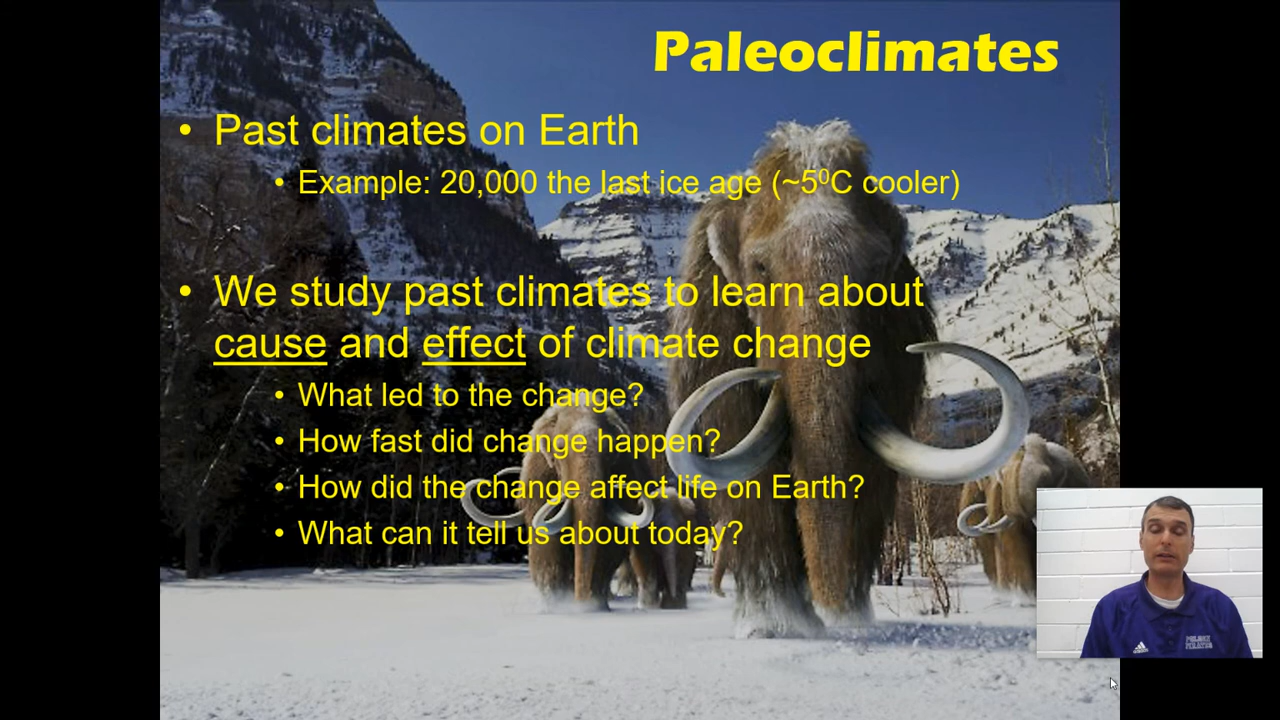 Paleoclimates
• Past climates on Earth
• Example: 20,000 the last ice age (~5⁰C cooler)
• We study past climates to learn about
cause and effect of climate change
• What led to the change?
• How fast did change happen?
• How did the change affect life on Earth?
• What can it tell us about today?